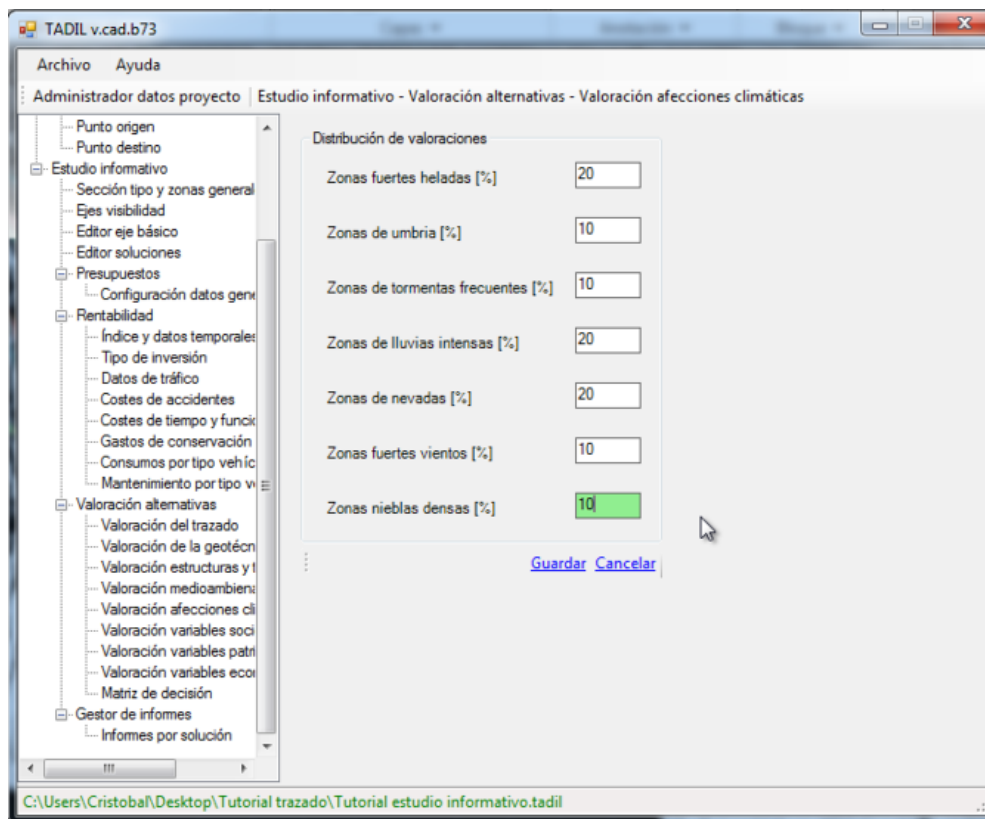 TADIL v.cad.b73
Archivo Ayuda
Administrador datos proyecto Estudio informativo - Valoración alternativas - Valoración afecciones climáticas
Punto origen
Punto destino
Estudio informativo
Sección tipo y zonas general
Ejes visibilidad
Editor eje básico
Editor soluciones
Presupuestos
Configuración datos gene
Rentabilidad
Índice y datos temporales
Tipo de inversión
Datos de tráfico
Costes de accidentes
Costes de tiempo y funcio
Gastos de conservación
Consumos por tipo vehíc
Mantenimiento por tipo v
Valoración alternativas
Valoración del trazado
Valoración de la geotécn
Valoración estructuras y t
Valoración medioambiena
Valoración afecciones cli
Valoración variables soci
Valoración variables patri
Valoración variables econ
Matriz de decisión
Gestor de informes
Informes por solución
Distribución de valoraciones
Zonas fuertes heladas [%] 20
Zonas de umbria [%] 10
Zonas de tormentas frecuentes [%] 10
Zonas de lluvias intensas [%] 20
Zonas de nevadas [%] 20
Zonas fuertes vientos [%] 10
Zonas nieblas densas [%] 10
Guardar Cancelar
C:\Users\Cristobal\Desktop\Tutorial trazado\Tutorial estudio informativo.tadil